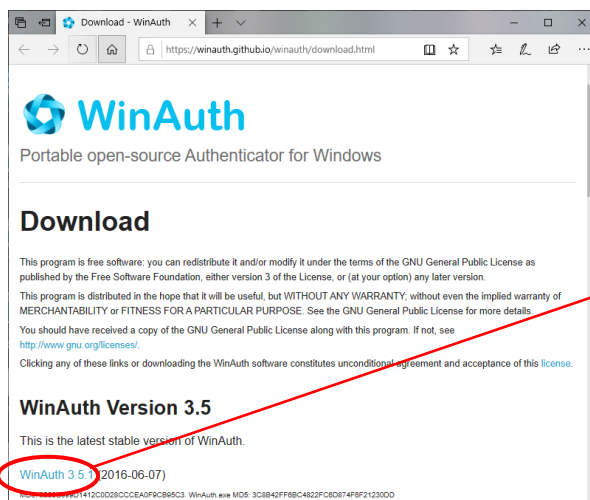 Download - WinAuth
https://winauth.github.io/winauth/download.html
WinAuth
Portable open-source Authenticator for Windows
Download
This program is free software: you can redistribute it and/or modify it under the terms of the GNU General Public License as
published by the Free Software Foundation, either version 3 of the License, or (at your option) any later version.
This program is distributed in the hope that it will be useful, but WITHOUT ANY WARRANTY; without even the implied warranty of
MERCHANTABILITY or FITNESS FOR A PARTICULAR PURPOSE. See the GNU General Public License for more details.
You should have received a copy of the GNU General Public License along with this program. If not, see
http://www.gnu.org/licenses/.
Clicking any of these links or downloading the WinAuth software constitutes unconditional agreement and acceptance of this license.
WinAuth Version 3.5
This is the latest stable version of WinAuth.
WinAuth 3.5.1 (2016-06-07)
WinAuth.exe MD5: 3C8B42FF6BC4822FC6D874F6F21230DD